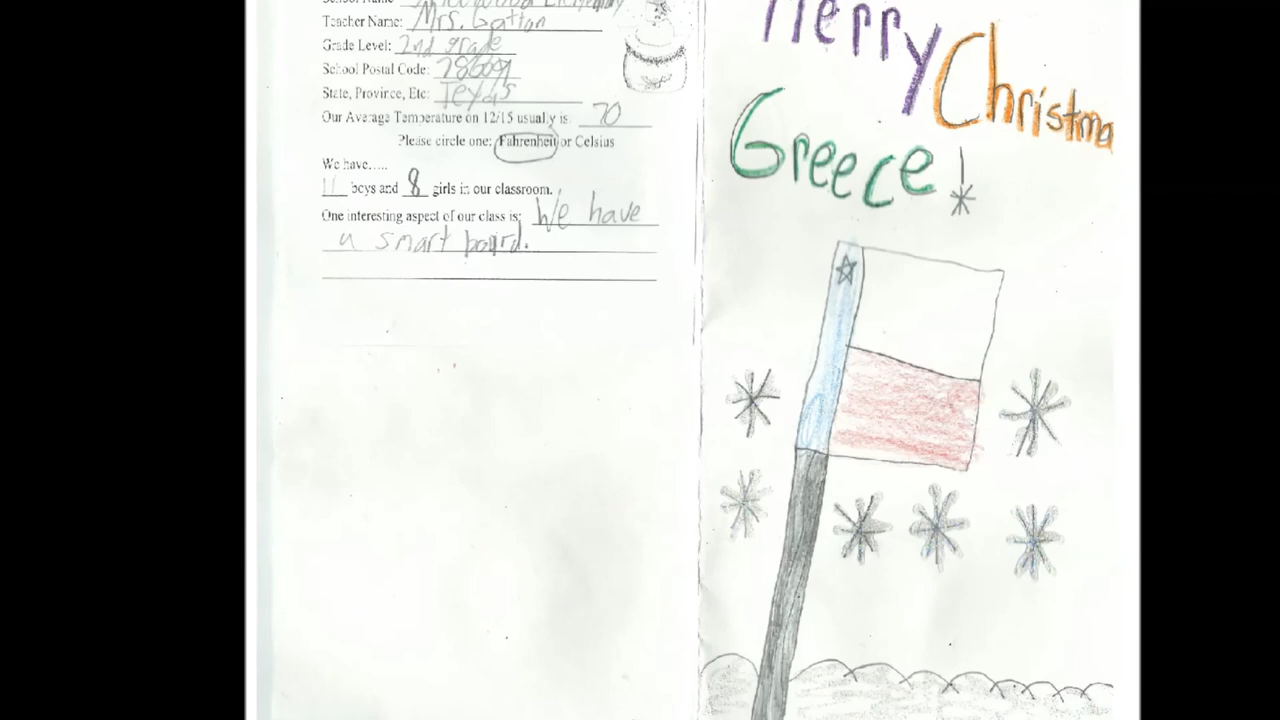 Elementary
Teacher Name: Mrs. Gatton
Grade Level: 2nd grade
School Postal Code:
State, Province, Etc: Texas
Our Average Temperature on 12/15 usually is: 70
Please circle one: Fahrenheit or Celsius
We have.....
11 boys and 8 girls in our classroom.
One interesting aspect of our class is: We have
a smart board.
Merry
Christma
Greece!